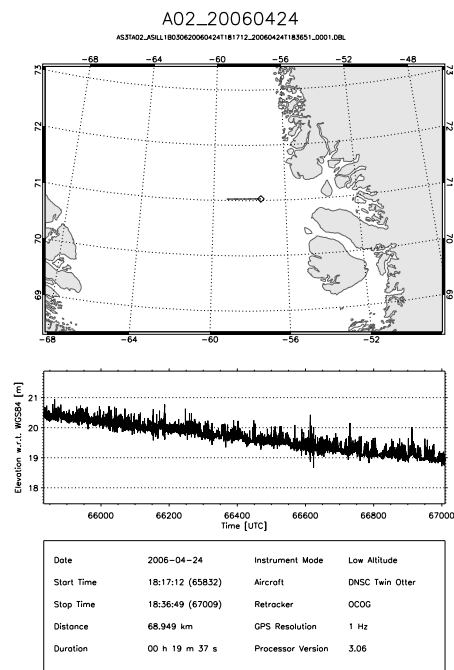 A02_20060424
AS3TA02_ASILL1B030620060424T181712_20060424T183651_0001.DBL
-68 -64 -60 -56 -52 -48
73 73
72 72
71 71
70 70
69 69
-68 -64 -60 -56 -52
Elevation w.r.t. WGS84 [m]
21
20
19
18
66000 66200 66400 66600 66800 67000
Time [UTC]
Date 2006-04-24 Instrument Mode Low Altitude
Start Time 18:17:12 (65832) Aircraft DNSC Twin Otter
Stop Time 18:36:49 (67009) Retracker OCOG
Distance 68.949 km GPS Resolution 1 Hz
Duration 00 h 19 m 37 s Processor Version 3.06